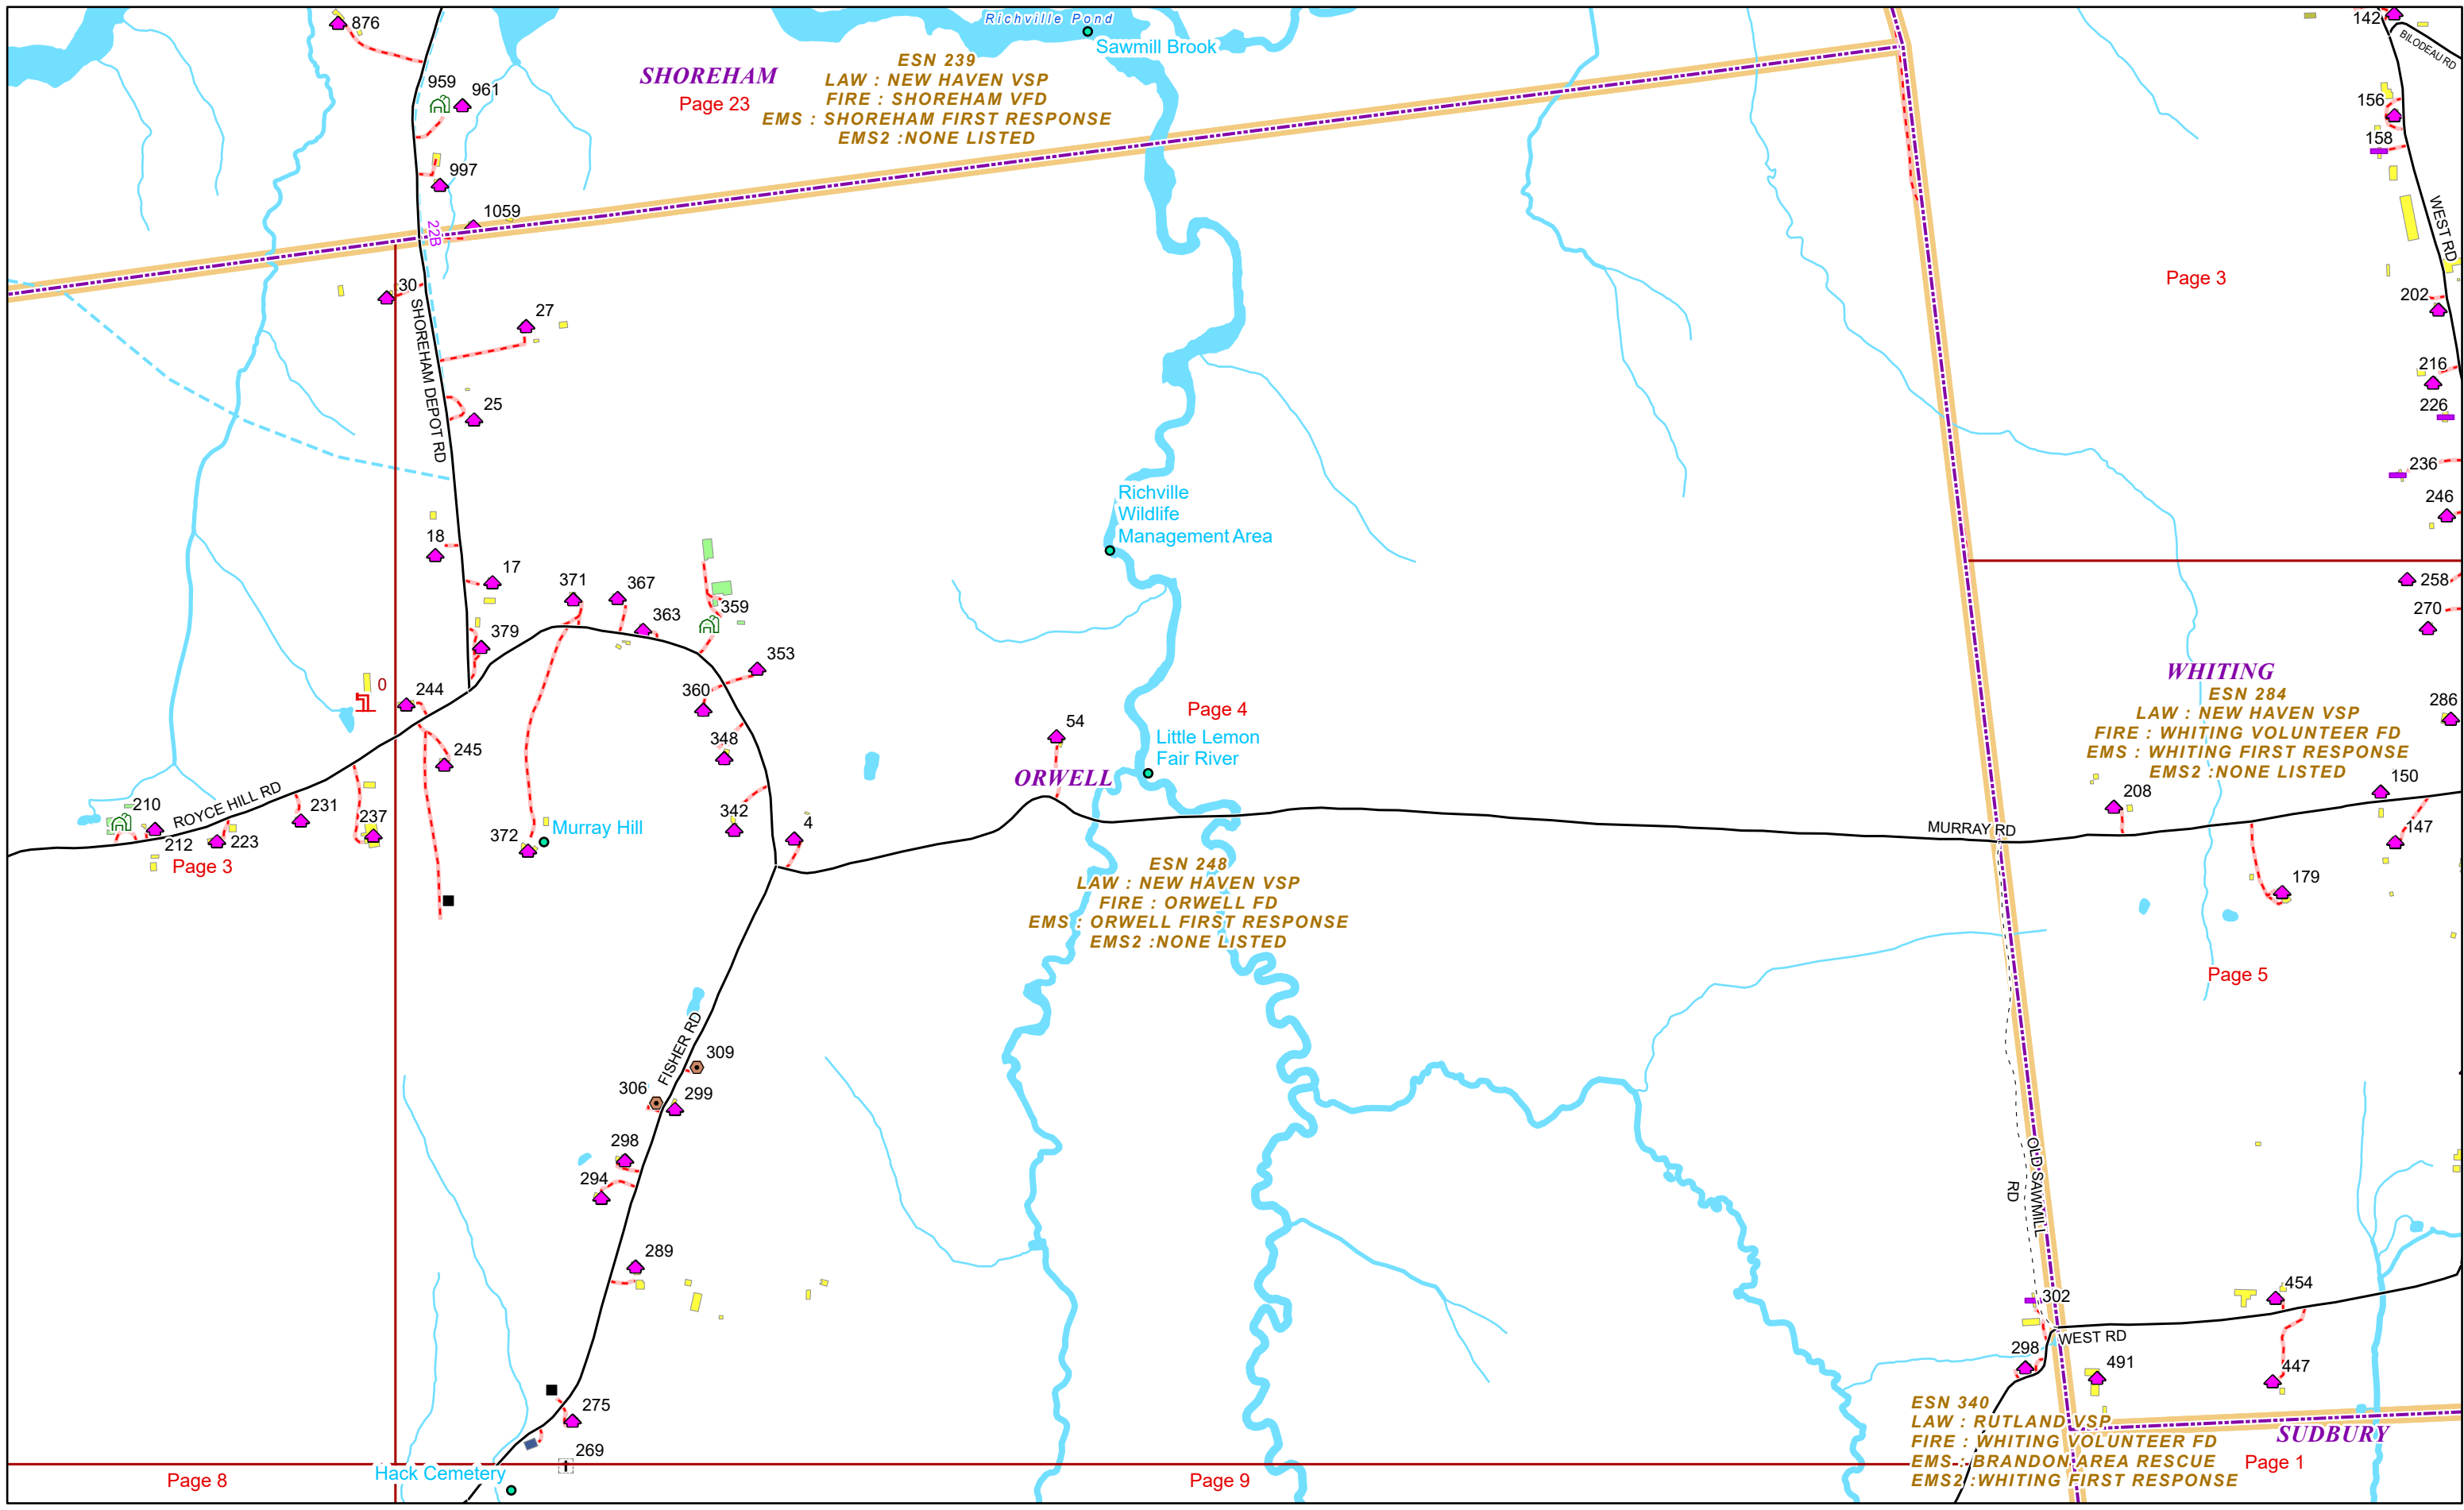 876
Richville Pond
Sawmill Brook
142
BILODEAU RD
959
961
SHOREHAM
Page 23
ESN 239
LAW : NEW HAVEN VSP
FIRE : SHOREHAM VFD
EMS : SHOREHAM FIRST RESPONSE
EMS2 :NONE LISTED
156
158
997
1059
22B
WEST RD
Page 3
30
27
202
SHOREHAM DEPOT RD
216
25
226
236
246
Richville
Wildlife
Management Area
18
17
371
367
363
359
258
270
379
353
WHITING
ESN 284
LAW : NEW HAVEN VSP
FIRE : WHITING VOLUNTEER FD
EMS : WHITING FIRST RESPONSE
EMS2 :NONE LISTED
0
244
360
Page 4
54
286
Little Lemon
Fair River
348
245
ORWELL
150
208
210
ROYCE HILL RD
231
237
342
4
212
223
372
Murray Hill
MURRAY RD
147
Page 3
ESN 248
LAW : NEW HAVEN VSP
FIRE : ORWELL FD
EMS : ORWELL FIRST RESPONSE
EMS2 :NONE LISTED
179
Page 5
FISHER RD
309
306
299
298
294
OLD SAWMILL
RD
289
454
302
WEST RD
298
491
447
275
ESN 340
LAW : RUTLAND VSP
FIRE : WHITING VOLUNTEER FD
EMS : BRANDON AREA RESCUE
EMS2 :WHITING FIRST RESPONSE
SUDBURY
Page 1
269
Hack Cemetery
Page 8
Page 9